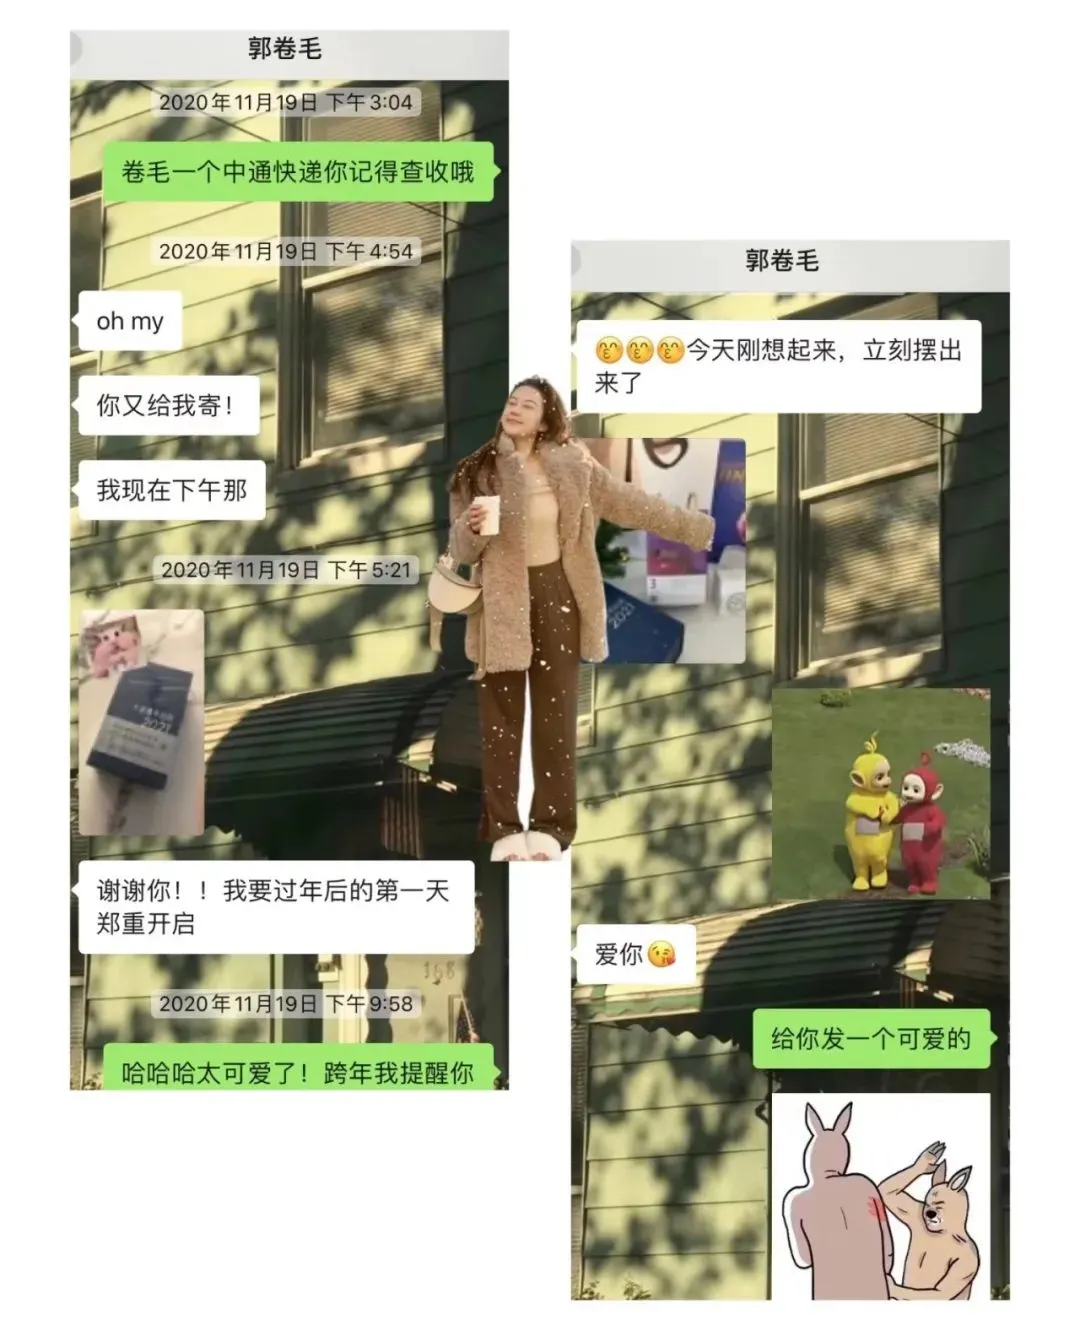 郭卷毛
2020年11月19日 下午3:04
卷毛一个中通快递你记得查收哦
2020年11月19日 下午4:54
oh my
你又给我寄！
我现在下午那
2020年11月19日 下午5:21
2021
谢谢你！！我要过年后的第一天
郑重开启
168
2020年11月19日 下午9:58
哈哈哈太可爱了！跨年我提醒你
郭卷毛
今天刚想起来，立刻摆出
来了
2021
爱你
给你发一个可爱的